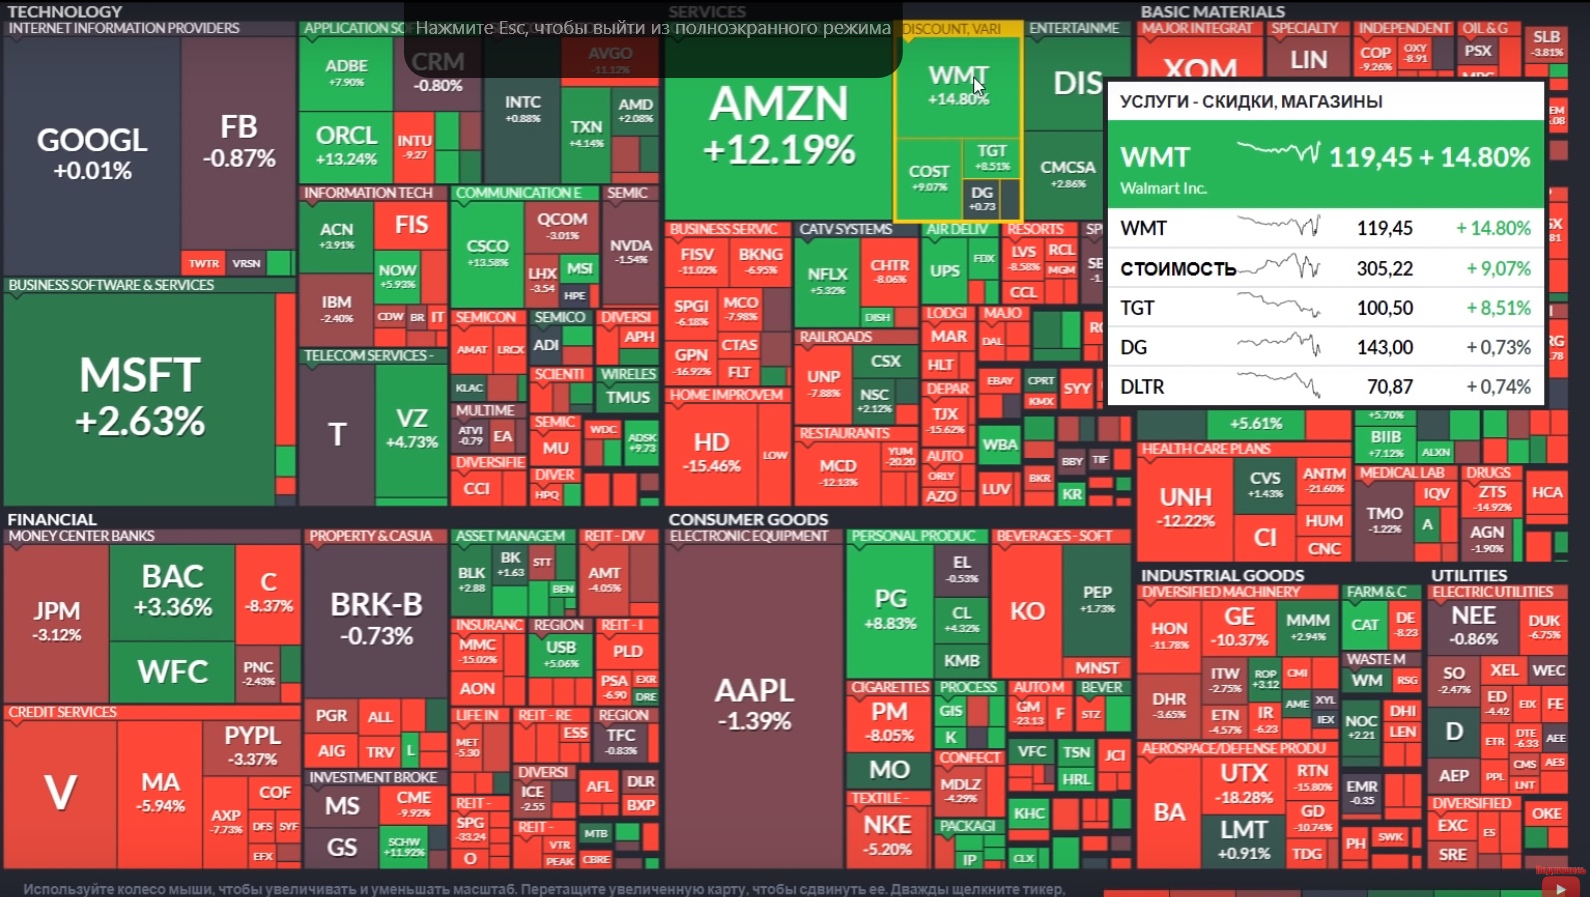 TECHNOLOGY
INTERNET INFORMATION PROVIDERS
GOOGL
+0.01%
FB
-0.87%
TWTR
VRSN
BUSINESS SOFTWARE & SERVICES
MSFT
+2.63%
APPLICATION SO
ADBE
+7.90%
CRM
-0.80%
ORCL
+13.24%
INTU
-9.27
INTC
+0.88%
AVGO
-11.12%
TXN
+4.14%
AMD
+2.08%
INFORMATION TECH
ACN
+3.91%
FIS
IBM
-2.40%
NOW
+5.93%
CDW
BR
IT
TELECOM SERVICES -
T
VZ
+4.73%
COMMUNICATION E
CSCO
+13.58%
QCOM
-3.01%
LHX
-3.54
MSI
HPE
SEMIC
NVDA
-1.54%
SEMICON
AMAT
LRCX
KLAC
SEMICO
ADI
DIVERSI
APH
SCIENTI
WIRELES
TMUS
MULTIME
ATVI
-0.79
EA
SEMIC
MU
WDC
ADSK
+9.73
DIVERSIFIE
CCI
DIVER
HPQ
Нажмите Esc, чтобы выйти из полноэкранного режима
SERVICES
AMZN
+12.19%
DISCOUNT, VARI
WMT
+14.80%
COST
+9.07%
TGT
+8.51%
DG
+0.73
ENTERTAINME
DIS
CMCSA
+2.86%
BUSINESS SERVIC
FISV
-11.02%
BKNG
-6.95%
SPGI
-6.18%
MCO
-7.98%
GPN
-16.92%
CTAS
FLT
HOME IMPROVEM
HD
-15.46%
LOW
CATV SYSTEMS
NFLX
+5.32%
CHTR
-8.06%
DISH
RAILROADS
UNP
-7.88%
CSX
NSC
+2.12%
RESTAURANTS
MCD
-12.13%
YUM
-20.20
AIR DELIV
UPS
FDX
RESORTS
LVS
-8.58%
RCL
MGM
CCL
SP
LODGI
MAR
HLT
MAJO
DAL
DEPAR
TJX
-15.62%
EBAY
CPRT
KMX
SYY
AUTO
ORLY
AZO
WBA
LUV
BKR
BBY
TIF
KR
BASIC MATERIALS
MAJOR INTEGRAT
XOM
SPECIALTY
LIN
INDEPENDENT
COP
-9.26%
OXY
-8.91
OIL & G
PSX
SLB
-3.81%
УСЛУГИ - СКИДКИ, МАГАЗИНЫ
WMT 119,45 + 14.80%
Walmart Inc.
WMT 119,45 + 14.80%
СТОИМОСТЬ 305,22 + 9,07%
TGT 100,50 + 8,51%
DG 143,00 + 0,73%
DLTR 70,87 + 0,74%
+5.61%
+5.70%
BIIB
+7.12%
ALXN
HEALTH CARE PLANS
UNH
-12.22%
CVS
+1.43%
ANTM
-21.60%
CI
HUM
CNC
MEDICAL LAB
TMO
-1.22%
IQV
A
DRUGS
ZTS
-14.92%
AGN
-1.90%
HCA
FINANCIAL
MONEY CENTER BANKS
JPM
-3.12%
BAC
+3.36%
C
-8.37%
WFC
PNC
-2.43%
CREDIT SERVICES
V
MA
-5.94%
PYPL
-3.37%
AXP
-7.73%
COF
DFS
SYF
EFX
PROPERTY & CASUA
BRK-B
-0.73%
PGR
ALL
AIG
TRV
L
INVESTMENT BROKE
MS
CME
-9.92%
GS
SCHW
+11.92%
ASSET MANAGEM
BLK
+2.88
BK
+1.63
STT
BEN
REIT - DIV
AMT
-4.05%
INSURANC
MMC
-15.02%
AON
REGION
USB
+5.06%
REIT - I
PLD
PSA
-6.90
EXR
DRE
LIFE IN
MET
-5.30
REIT - RE
ESS
REGION
TFC
-0.83%
DIVERSI
ICE
-2.55
AFL
DLR
BXP
REIT -
SPG
-33.24
O
REIT -
VTR
PEAK
MTB
CBRE
CONSUMER GOODS
ELECTRONIC EQUIPMENT
AAPL
-1.39%
PERSONAL PRODUC
PG
+8.83%
EL
-0.53%
CL
+4.32%
KMB
BEVERAGES - SOFT
KO
PEP
+1.73%
MNST
CIGARETTES
PM
-8.05%
MO
PROCESS
GIS
K
AUTO M
GM
-23.13
F
BEVER
STZ
TEXTILE -
NKE
-5.20%
CONFECT
MDLZ
-4.29%
PACKAGI
IP
VFC
TSN
HRL
JCI
KHC
CLX
INDUSTRIAL GOODS
DIVERSIFIED MACHINERY
HON
-11.78%
GE
-10.37%
MMM
+2.94%
DHR
-3.65%
ITW
-2.75%
ROP
+3.12
CMI
ETN
-4.57%
IR
-6.23
AME
XYL
IEX
AEROSPACE/DEFENSE PRODU
BA
UTX
-18.28%
RTN
-15.80%
LMT
+0.91%
GD
-10.74%
TDG
FARM & C
CAT
DE
-8.23
WASTE M
WM
RSG
NOC
+2.21
DHI
LEN
EMR
-0.35
PH
SWK
UTILITIES
ELECTRIC UTILITIES
NEE
-0.86%
DUK
-6.75%
SO
-2.47%
XEL
WEC
D
ED
-4.42
EIX
FE
ETR
DTE
-6.33
AEE
AEP
PPL
CMS
AES
LNT
DIVERSIFIED
EXC
ES
SRE
OKE
Используйте колесо мыши, чтобы увеличивать и уменьшать масштаб. Перетащите увеличенную карту, чтобы сдвинуть ее. Дважды щелкните тикер,